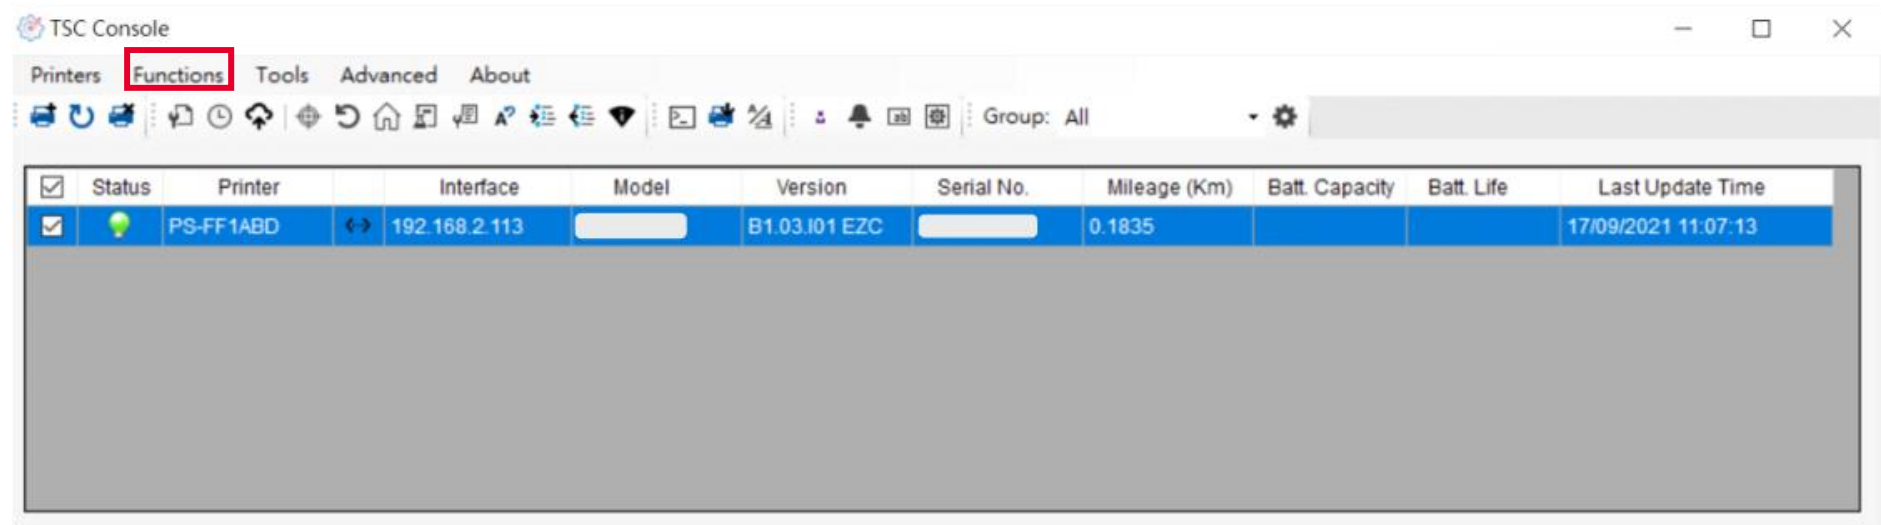 TSC Console
Printers Functions Tools Advanced About
Group: All
Status Printer Interface Model Version Serial No. Mileage (Km) Batt. Capacity Batt. Life Last Update Time
PS-FF1ABD 192.168.2.113 B1.03.I01 EZC 0.1835 17/09/2021 11:07:13